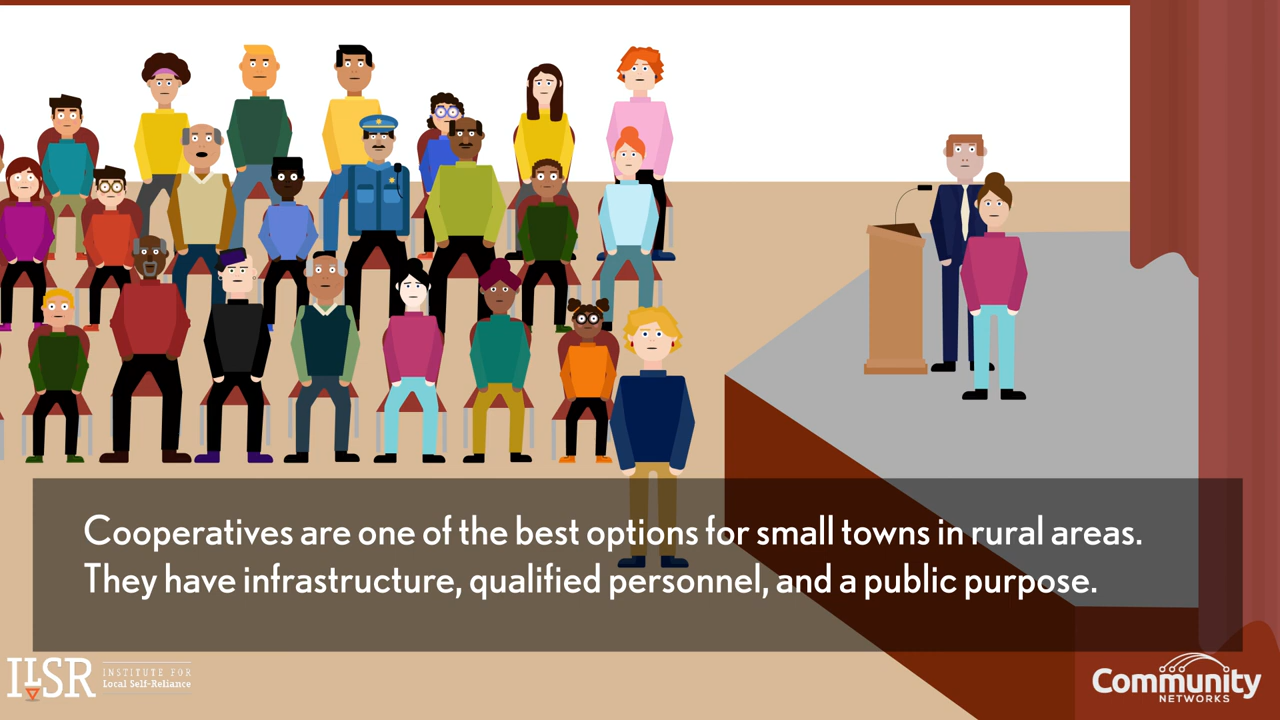 Cooperatives are one of the best options for small towns in rural areas.
They have infrastructure, qualified personnel, and a public purpose.
ILSR
INSTITUTE FOR
Local Self-Reliance
Community
NETWORKS